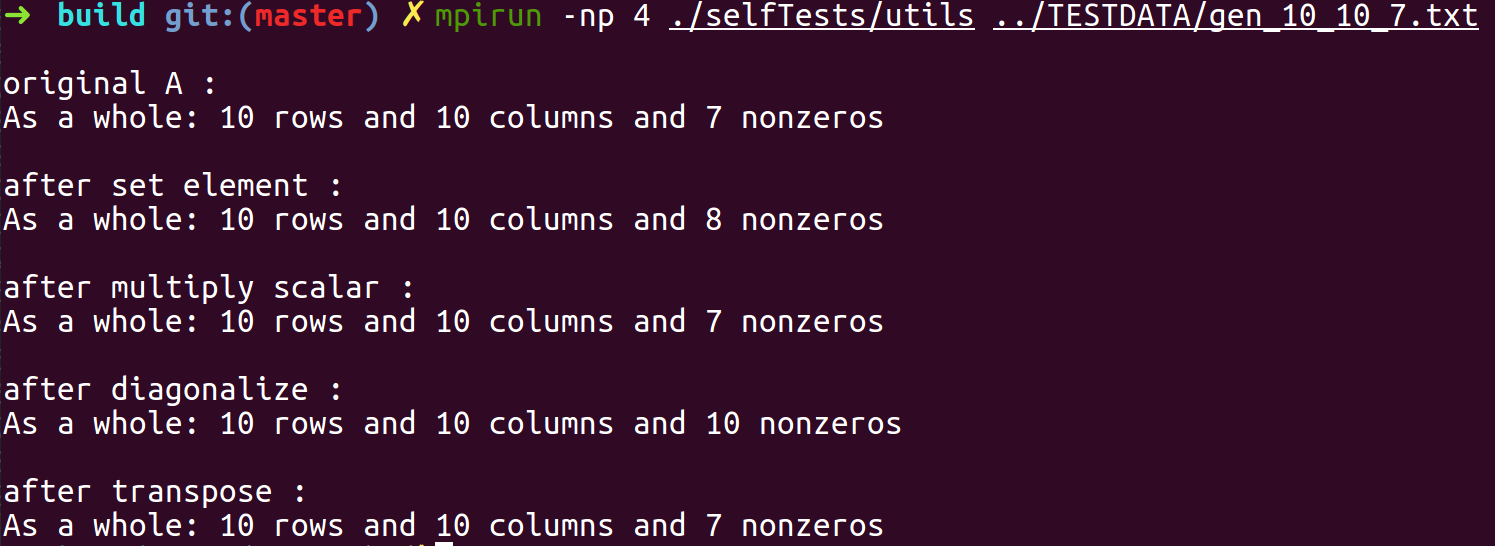 ➜ build git:(master) ✗ mpirun -np 4 ./selfTests/utils ../TESTDATA/gen_10_10_7.txt
original A :
As a whole: 10 rows and 10 columns and 7 nonzeros
after set element :
As a whole: 10 rows and 10 columns and 8 nonzeros
after multiply scalar :
As a whole: 10 rows and 10 columns and 7 nonzeros
after diagonalize :
As a whole: 10 rows and 10 columns and 10 nonzeros
after transpose :
As a whole: 10 rows and 10 columns and 7 nonzeros